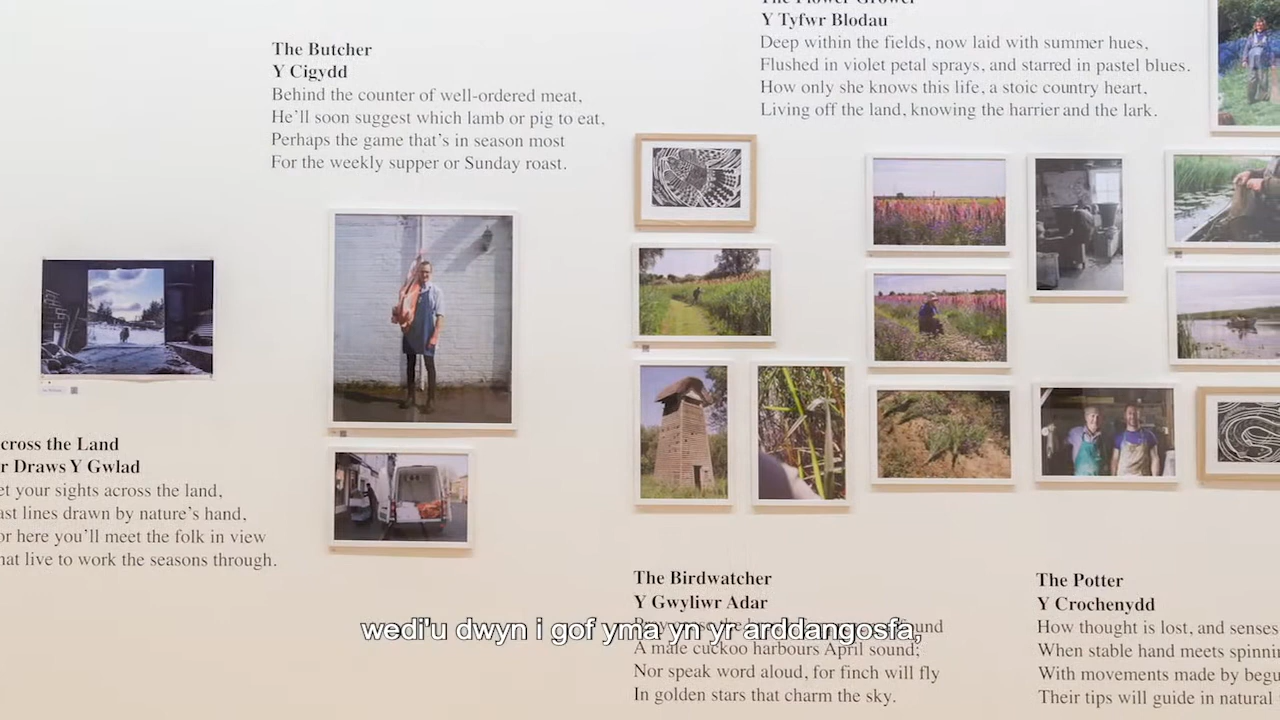 The Butcher
Y Cigydd
Behind the counter of well-ordered meat,
He'll soon suggest which lamb or pig to eat,
Perhaps the game that's in season most
For the weekly supper or Sunday roast.
The Flower Grower
Y Tyfwr Blodau
Deep within the fields, now laid with summer hues,
Flushed in violet petal sprays, and starred in pastel blues.
How only she knows this life, a stoic country heart,
Living off the land, knowing the harrier and the lark.
cross the Land
r Draws Y Gwlad
et your sights across the land,
ast lines drawn by nature's hand,
or here you'll meet the folk in view
hat live to work the seasons through.
The Birdwatcher
Y Gwyliwr Adar
A male cuckoo harbours April sound;
Nor speak word aloud, for finch will fly
In golden stars that charm the sky.
The Potter
Y Crochenydd
How thought is lost, and senses
When stable hand meets spinni
With movements made by begu
Their tips will guide in natural
wedi'u dwyn i gof yma yn yr arddangosfa,